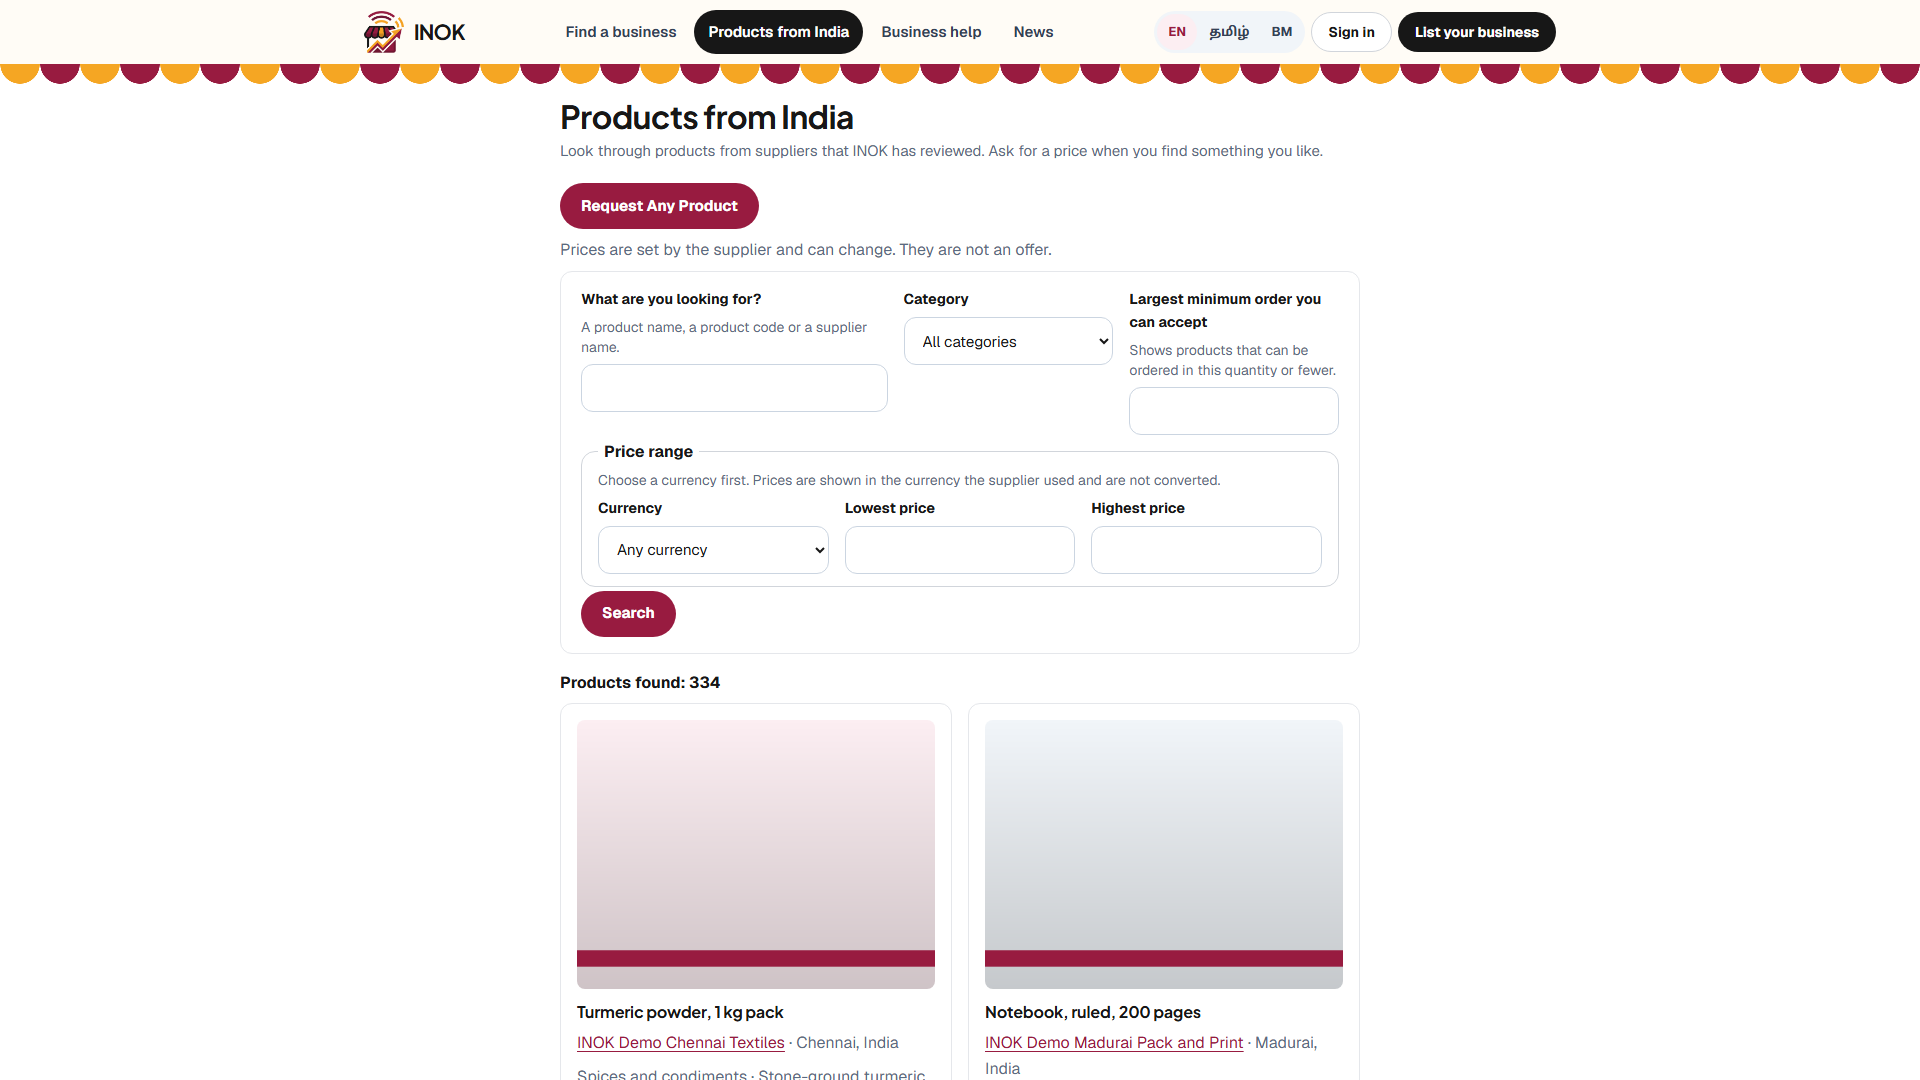 INOK
Find a business
Products from India
Business help
News
EN
தமிழ்
BM
Sign in
List your business
Products from India
Look through products from suppliers that INOK has reviewed. Ask for a price when you find something you like.
Request Any Product
Prices are set by the supplier and can change. They are not an offer.
What are you looking for?
A product name, a product code or a supplier
name.
Category
All categories
Largest minimum order you
can accept
Shows products that can be
ordered in this quantity or fewer.
Price range
Choose a currency first. Prices are shown in the currency the supplier used and are not converted.
Currency
Any currency
Lowest price
Highest price
Search
Products found: 334
Turmeric powder, 1 kg pack
INOK Demo Chennai Textiles · Chennai, India
Spices and condiments · Stone-ground turmeric
Notebook, ruled, 200 pages
INOK Demo Madurai Pack and Print · Madurai,
India